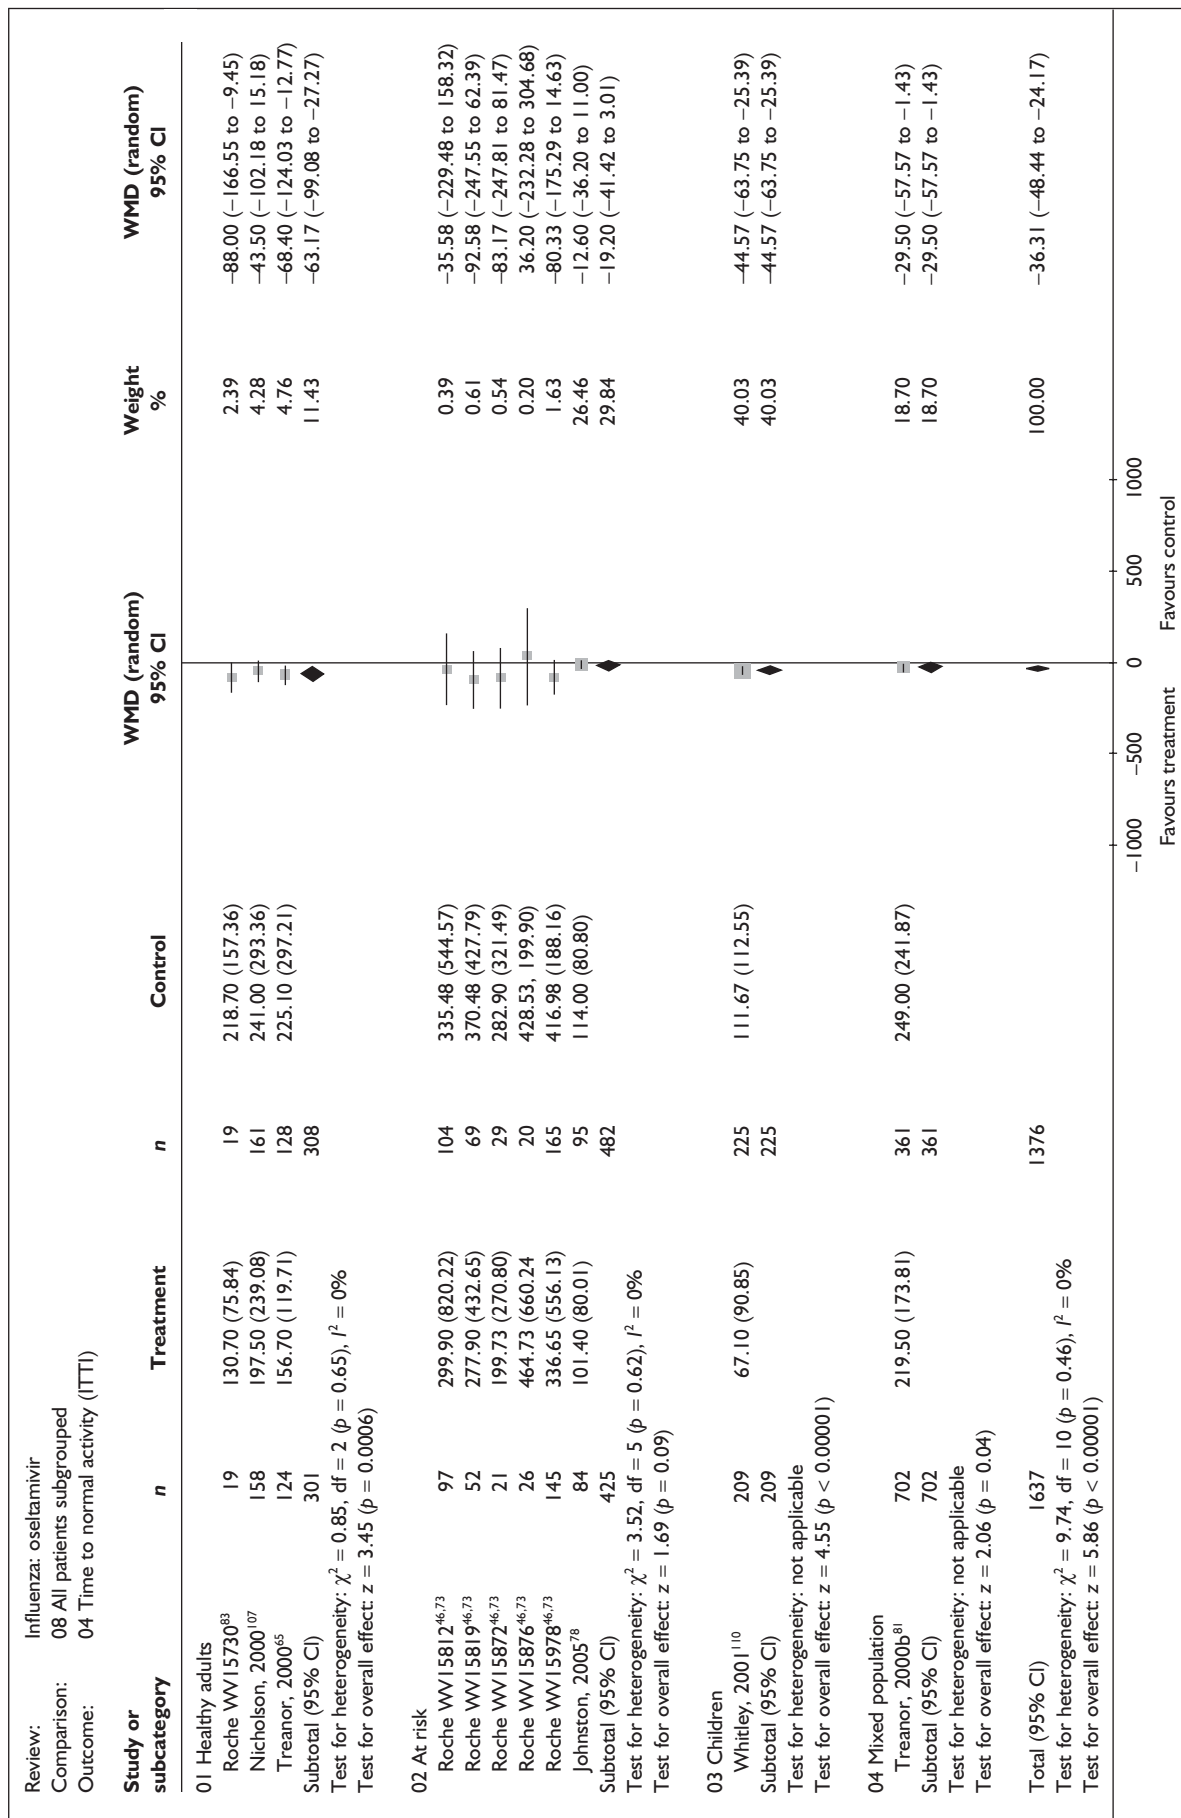 Review: Influenza: oseltamivir
Comparison: 08 All patients subgrouped
Outcome: 04 Time to normal activity (ITTI)
Study or subcategory n Treatment n Control WMD (random) 95% CI Weight % WMD (random) 95% CI
01 Healthy adults
Roche WV15730⁸³ 19 130.70 (75.84) 19 218.70 (157.36) 2.39 −88.00 (−166.55 to −9.45)
Nicholson, 2000¹⁰⁷ 158 197.50 (239.08) 161 241.00 (293.36) 4.28 −43.50 (−102.18 to 15.18)
Treanor, 2000⁶⁵ 124 156.70 (119.71) 128 225.10 (297.21) 4.76 −68.40 (−124.03 to −12.77)
Subtotal (95% CI) 301 308 11.43 −63.17 (−99.08 to −27.27)
Test for heterogeneity: χ² = 0.85, df = 2 (p = 0.65), I² = 0%
Test for overall effect: z = 3.45 (p = 0.0006)
02 At risk
Roche WV15812⁴⁶,⁷³ 97 299.90 (820.22) 104 335.48 (544.57) 0.39 −35.58 (−229.48 to 158.32)
Roche WV15819⁴⁶,⁷³ 52 277.90 (432.65) 69 370.48 (427.79) 0.61 −92.58 (−247.55 to 62.39)
Roche WV15872⁴⁶,⁷³ 21 199.73 (270.80) 29 282.90 (321.49) 0.54 −83.17 (−247.81 to 81.47)
Roche WV15876⁴⁶,⁷³ 26 464.73 (660.24 20 428.53, 199.90) 0.20 36.20 (−232.28 to 304.68)
Roche WV15978⁴⁶,⁷³ 145 336.65 (556.13) 165 416.98 (188.16) 1.63 −80.33 (−175.29 to 14.63)
Johnston, 2005⁷⁸ 84 101.40 (80.01) 95 114.00 (80.80) 26.46 −12.60 (−36.20 to 11.00)
Subtotal (95% CI) 425 482 29.84 −19.20 (−41.42 to 3.01)
Test for heterogeneity: χ² = 3.52, df = 5 (p = 0.62), I² = 0%
Test for overall effect: z = 1.69 (p = 0.09)
03 Children
Whitley, 2001¹¹⁰ 209 67.10 (90.85) 225 111.67 (112.55) 40.03 −44.57 (−63.75 to −25.39)
Subtotal (95% CI) 209 225 40.03 −44.57 (−63.75 to −25.39)
Test for heterogeneity: not applicable
Test for overall effect: z = 4.55 (p < 0.00001)
04 Mixed population
Treanor, 2000b⁸¹ 702 219.50 (173.81) 361 249.00 (241.87) 18.70 −29.50 (−57.57 to −1.43)
Subtotal (95% CI) 702 361 18.70 −29.50 (−57.57 to −1.43)
Test for heterogeneity: not applicable
Test for overall effect: z = 2.06 (p = 0.04)
Total (95% CI) 1637 1376 100.00 −36.31 (−48.44 to −24.17)
Test for heterogeneity: χ² = 9.74, df = 10 (p = 0.46), I² = 0%
Test for overall effect: z = 5.86 (p < 0.00001)
−1000 −500 0 500 1000
Favours treatment Favours control